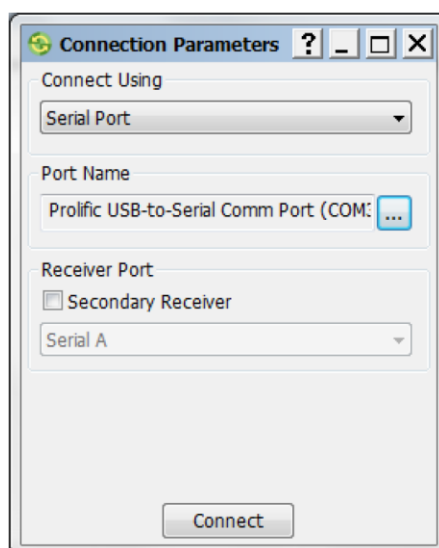 Connection Parameters ? _ □ X
Connect Using
Serial Port
Port Name
Prolific USB-to-Serial Comm Port (COM3 ...
Receiver Port
Secondary Receiver
Serial A
Connect